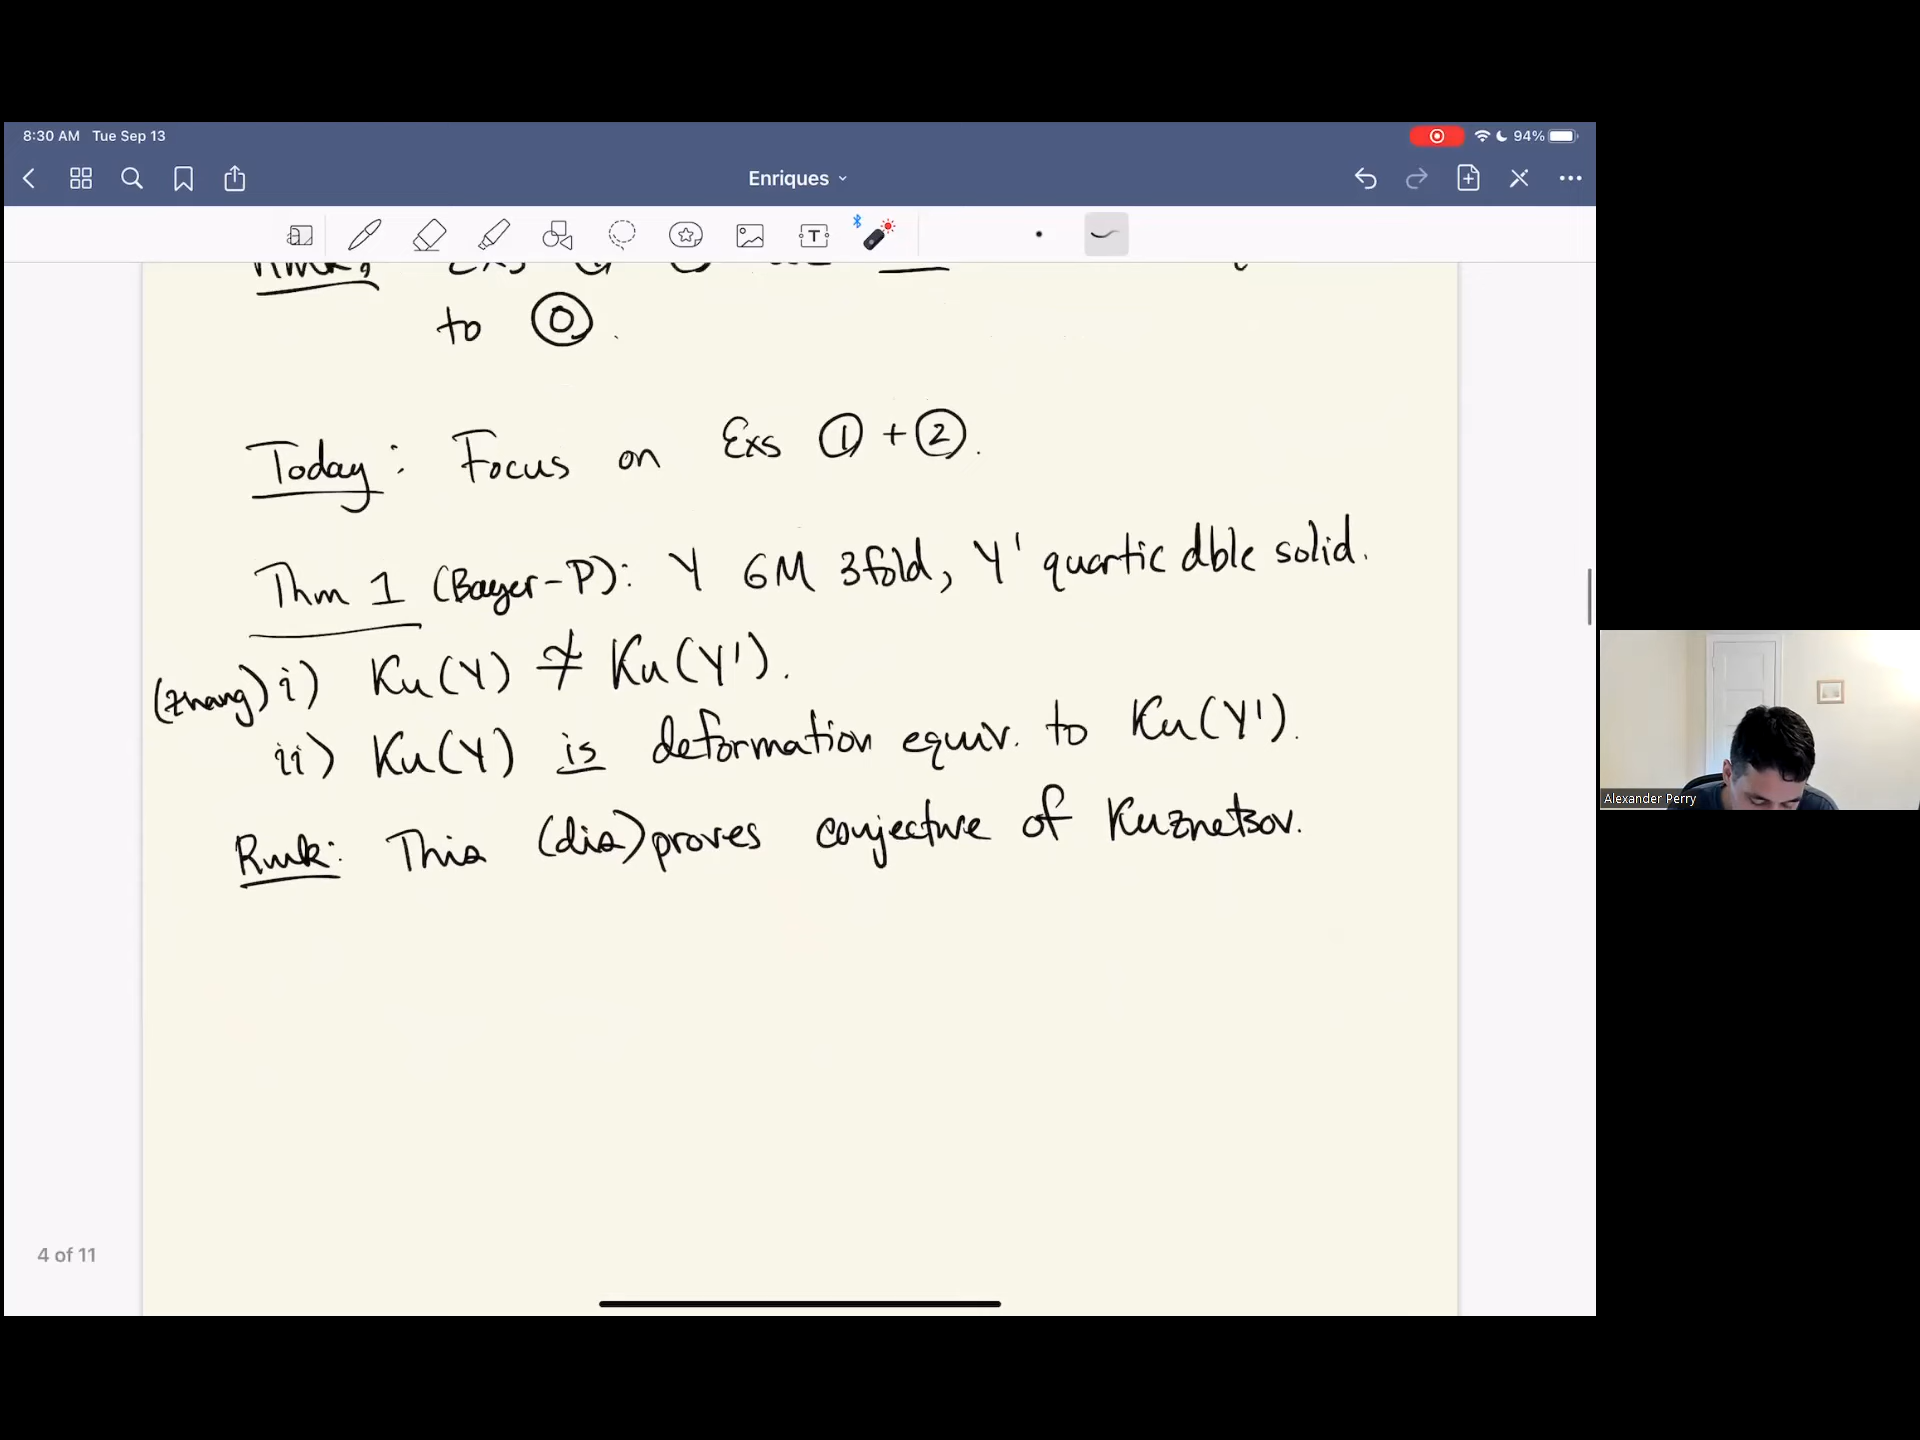 8:30 AM Tue Sep 13
94%
Enriques
to ⓪.
Today: Focus on Exs ① + ②.
Thm 1 (Bayer-P): Y GM 3fold, Y' quartic dble solid.
(Zhang) i) Ku(Y) ≄ Ku(Y').
ii) Ku(Y) is deformation equiv. to Ku(Y').
Rmk: This (dis)proves conjecture of Kuznetsov.
4 of 11
Alexander Perry